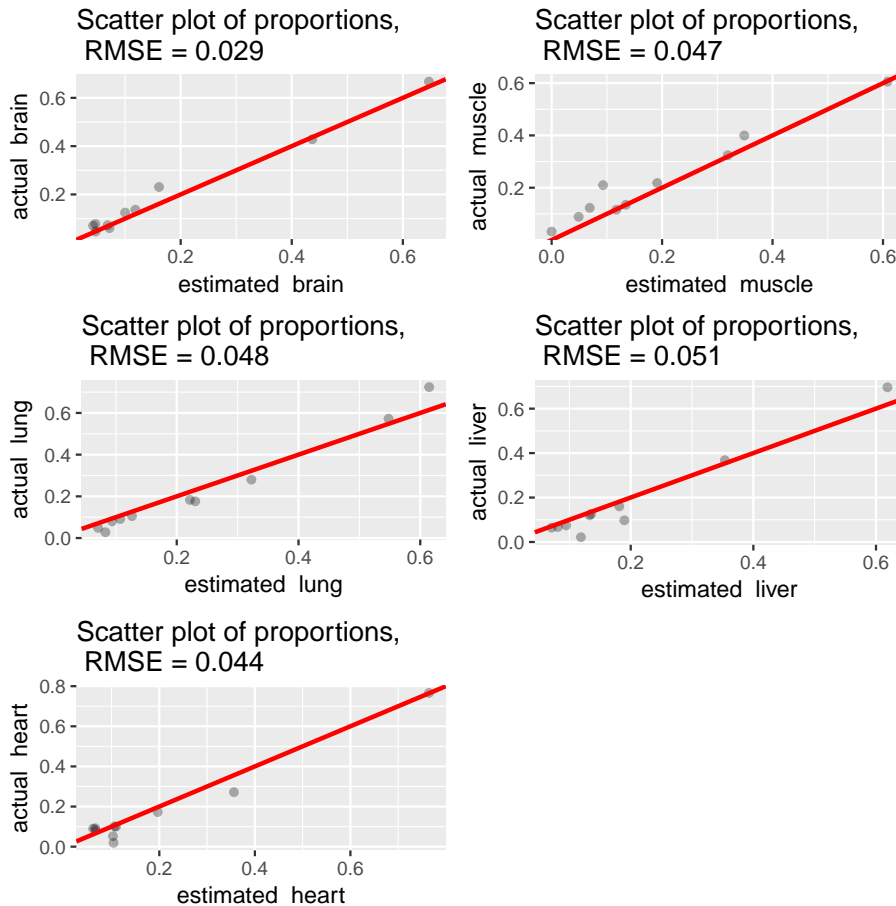 Scatter plot of proportions,
RMSE = 0.029
actual brain
0.6
0.4
0.2
0.2
0.4
0.6
estimated brain
Scatter plot of proportions,
RMSE = 0.047
actual muscle
0.6
0.4
0.2
0.0
0.2
0.4
0.6
estimated muscle
Scatter plot of proportions,
RMSE = 0.048
actual lung
0.6
0.4
0.2
0.0
0.2
0.4
0.6
estimated lung
Scatter plot of proportions,
RMSE = 0.051
actual liver
0.6
0.4
0.2
0.0
0.2
0.4
0.6
estimated liver
Scatter plot of proportions,
RMSE = 0.044
actual heart
0.8
0.6
0.4
0.2
0.0
0.2
0.4
0.6
estimated heart